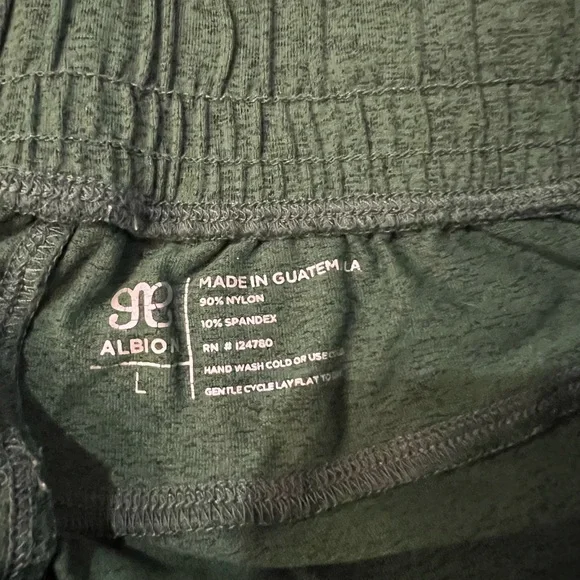 ALBION
L
MADE IN GUATEMALA
90% NYLON
10% SPANDEX
RN # 124780
HAND WASH COLD OR USE
GENTLE CYCLE LAY FLAT TO